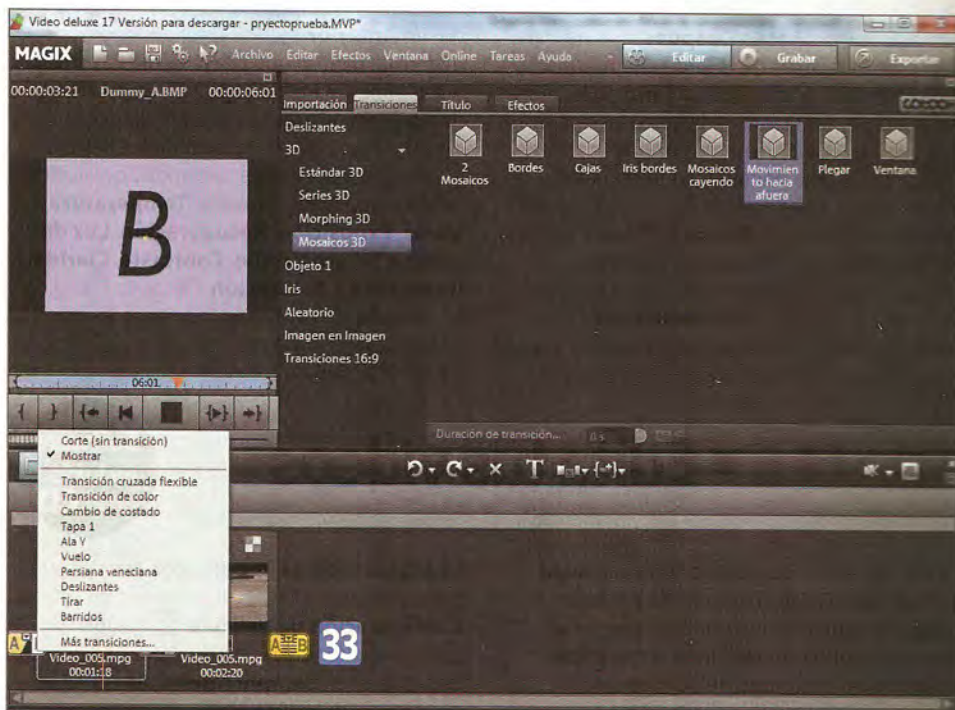 Video deluxe 17 Versión para descargar - pryectoprueba.MVP*
MAGIX Archivo Editar Efectos Ventana Online Tareas Ayuda Editar Grabar Exportar
00:00:03:21 Dummy_A.BMP 00:00:06:01
Importación Transiciones Título Efectos
Deslizantes
3D
Estándar 3D
Series 3D
Morphing 3D
Mosaicos 3D
Objeto 1
Iris
Aleatorio
Imagen en Imagen
Transiciones 16:9
2 Mosaicos
Bordes
Cajas
Iris bordes
Mosaicos cayendo
Movimiento hacia afuera
Plegar
Ventana
B
06:01
Duración de transición...
Corte (sin transición)
Mostrar
Transición cruzada flexible
Transición de color
Cambio de costado
Tapa 1
Ala Y
Vuelo
Persiana veneciana
Deslizantes
Tirar
Barridos
Más transiciones...
A
A B
33
Video_005.mpg
00:01:18
Video_005.mpg
00:02:20